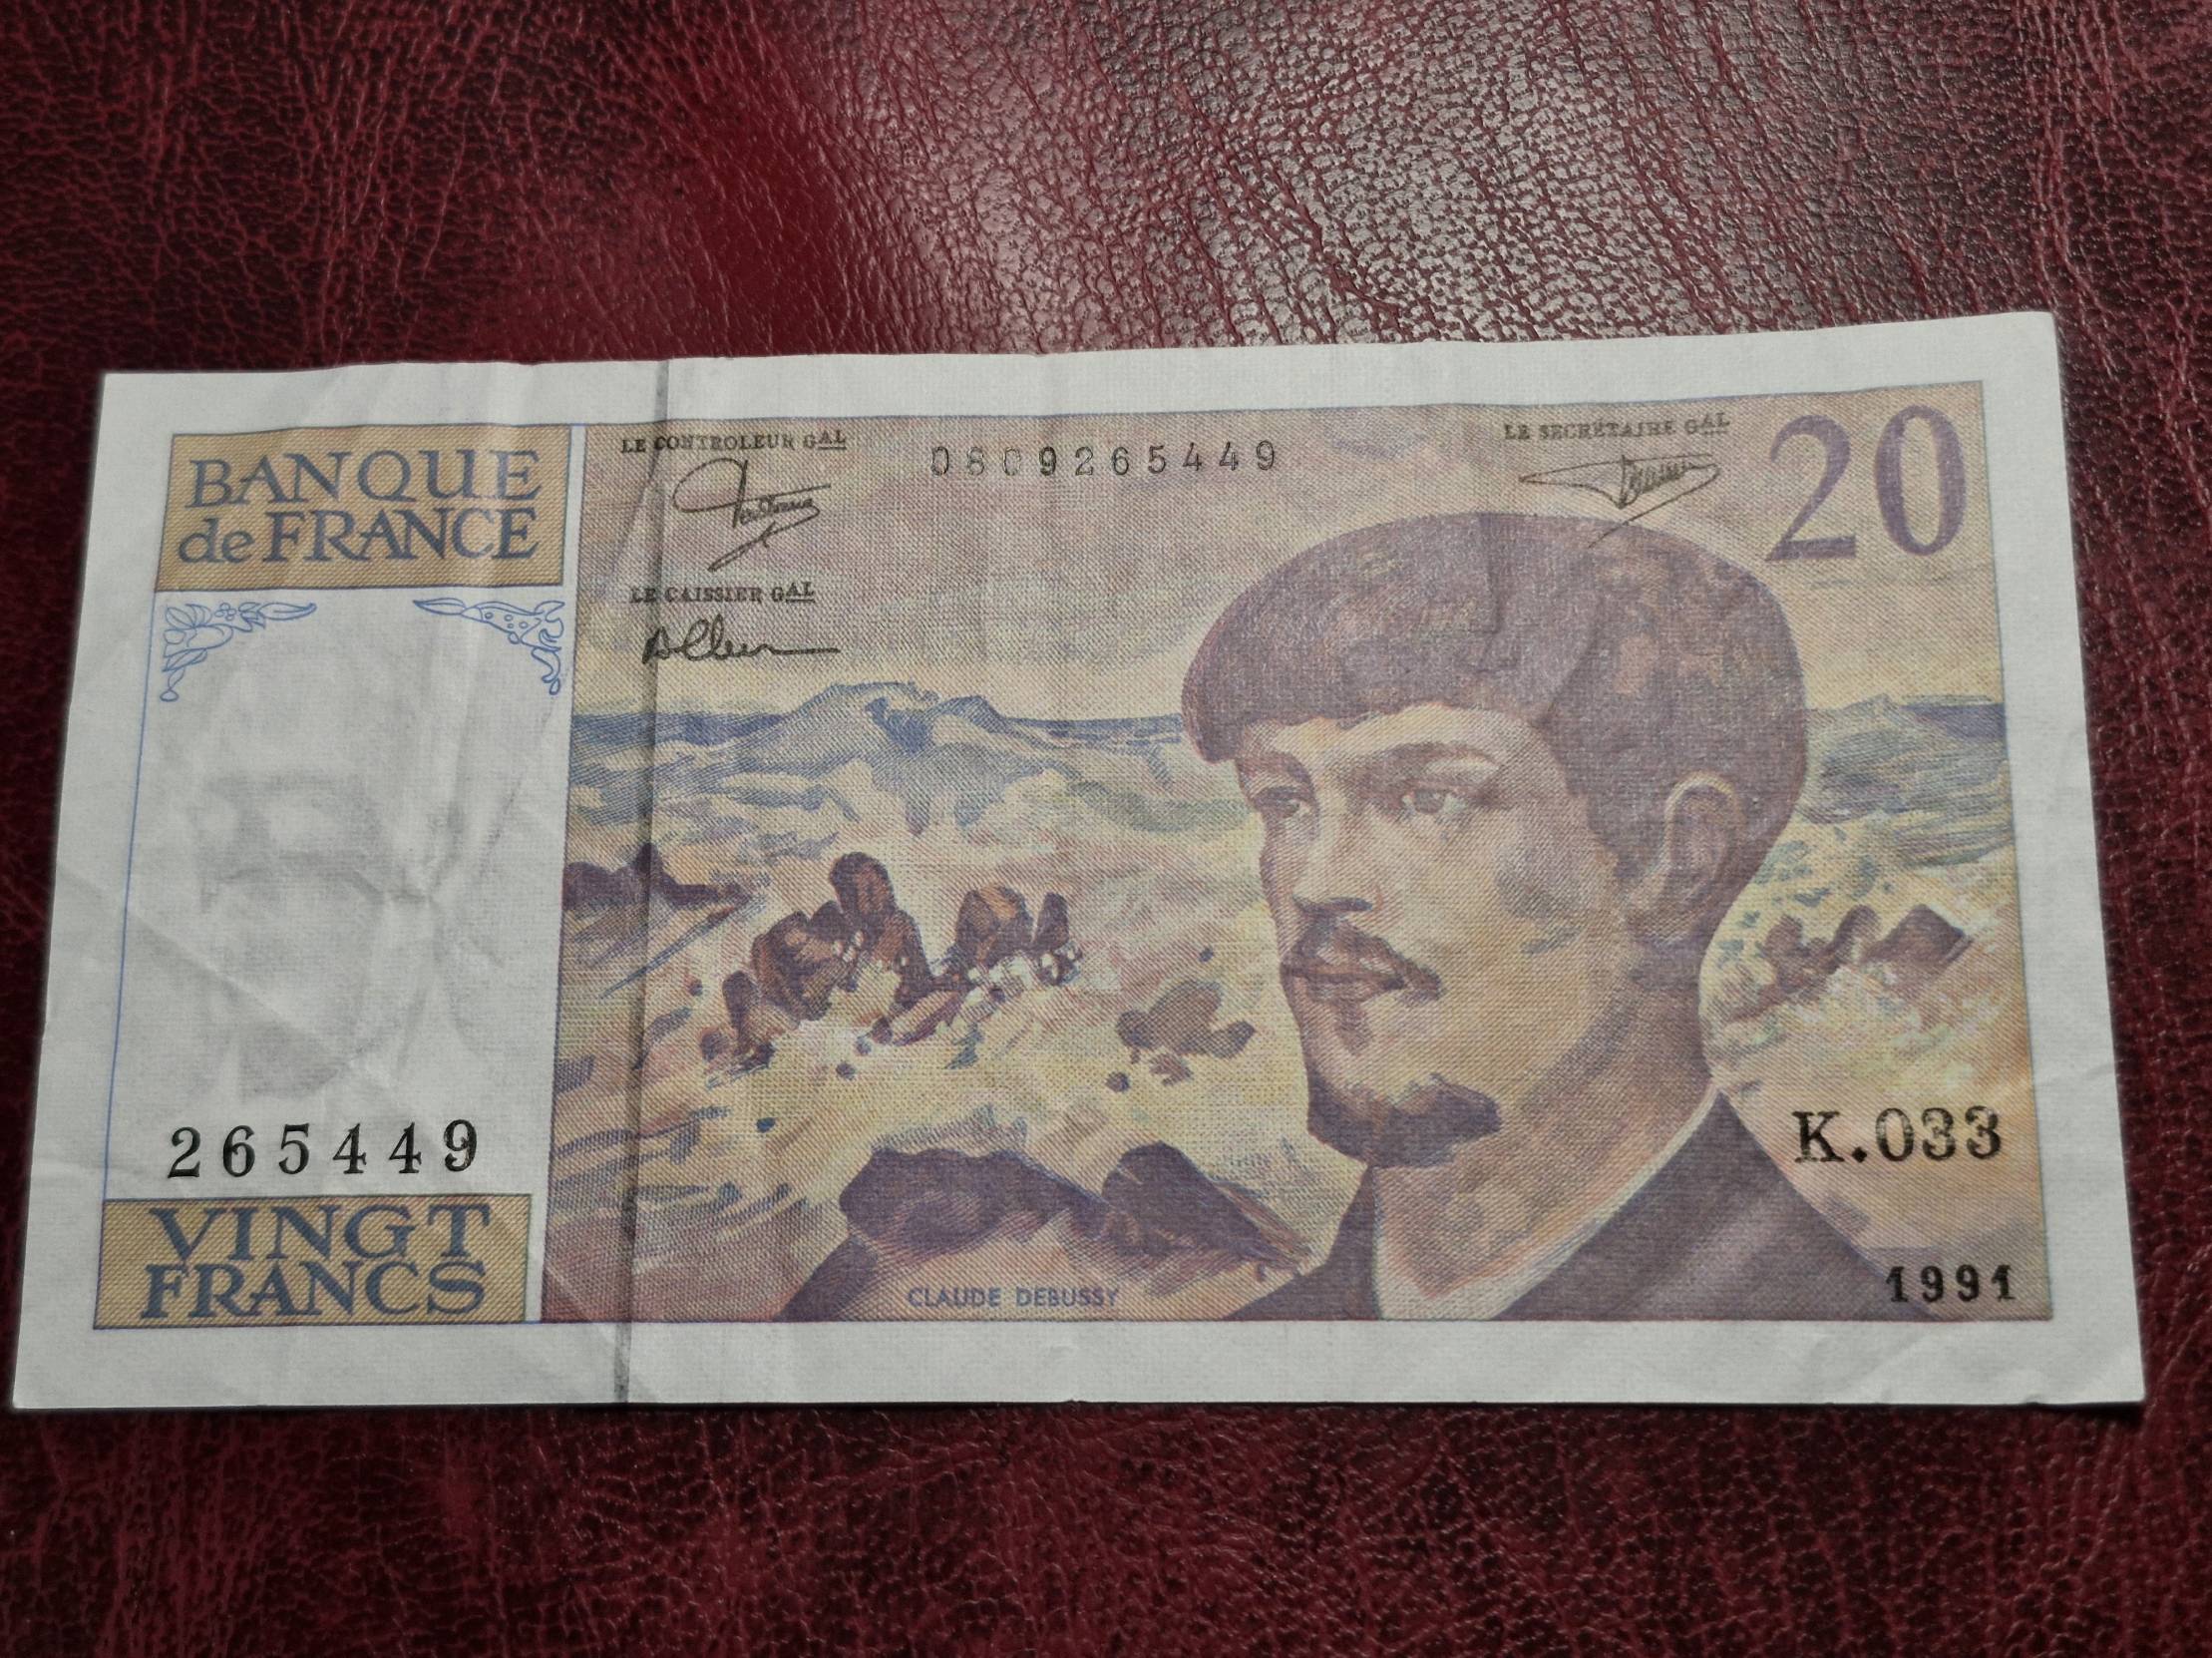 BANQUE
de FRANCE
LE CONTROLEUR GAL
0809265449
LE SECRÉTAIRE GAL
20
LE CAISSIER GAL
265449
K.033
VINGT
FRANCS
CLAUDE DEBUSSY
1991